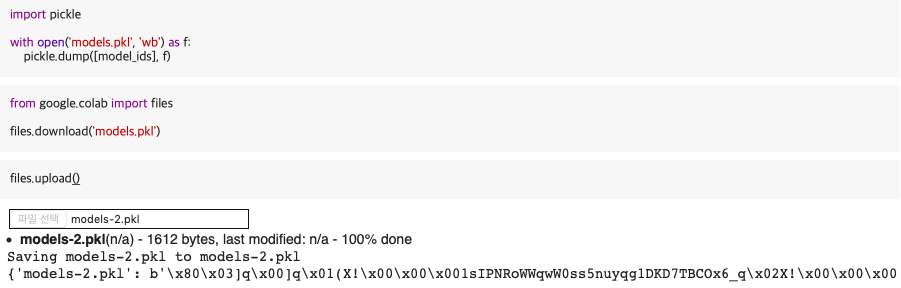 import pickle
with open('models.pkl', 'wb') as f:
pickle.dump([model_ids], f)
from google.colab import files
files.download('models.pkl')
files.upload()
파일 선택 models-2.pkl
• models-2.pkl(n/a) - 1612 bytes, last modified: n/a - 100% done
Saving models-2.pkl to models-2.pkl
{'models-2.pkl': b'\x80\x03]q\x00]q\x01(X!\x00\x00\x001sIPNRoWWqwW0ss5nuyqg1DKD7TBCOx6_q\x02X!\x00\x00\x00